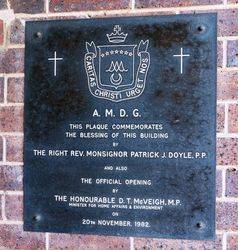 CARITAS CHRISTI URGET NOS
A. M. D. G.
THIS PLAQUE COMMEMORATES
THE BLESSING OF THIS BUILDING
BY
THE RIGHT REV. MONSIGNOR PATRICK J. DOYLE, P.P.
AND ALSO
THE OFFICIAL OPENING
BY
THE HONOURABLE D. T. McVEIGH, M.P.
MINISTER FOR HOME AFFAIRS & ENVIRONMENT
ON
20TH NOVEMBER, 1982.